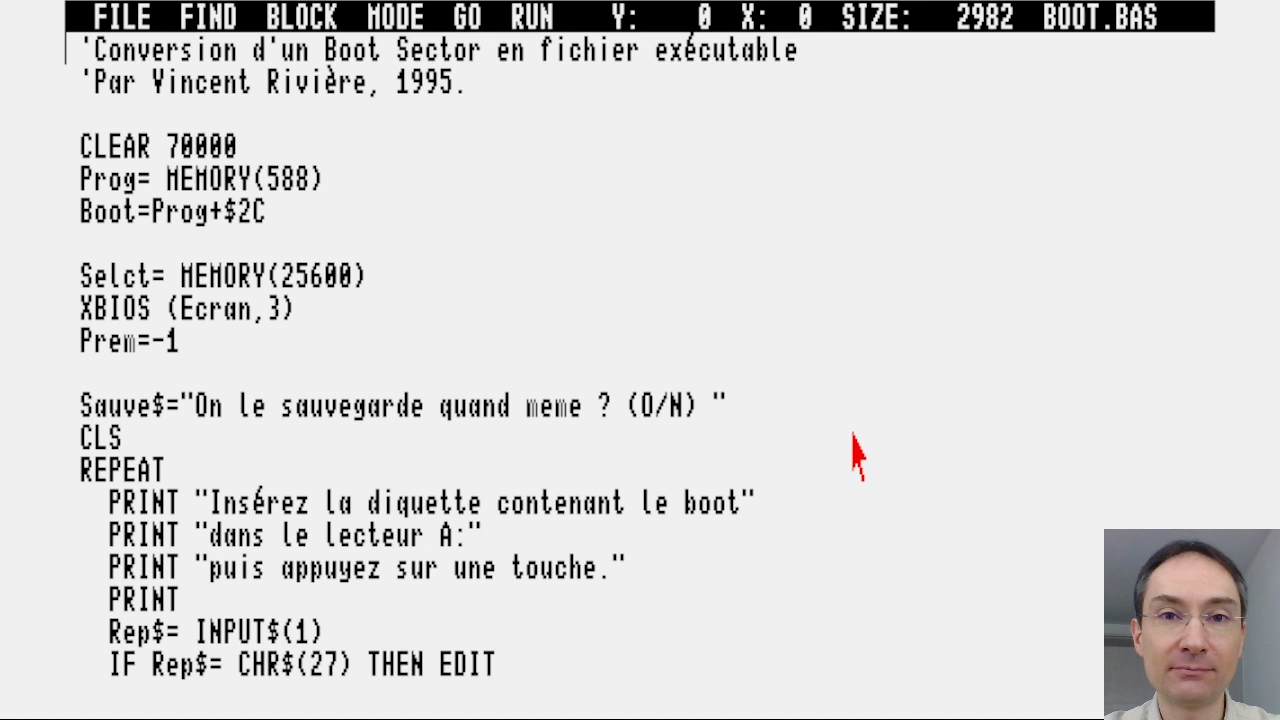 FILE FIND BLOCK MODE GO RUN Y: 0 X: 0 SIZE: 2982 BOOT.BAS
'Conversion d'un Boot Sector en fichier exécutable
'Par Vincent Rivière, 1995.
CLEAR 70000
Prog= MEMORY(588)
Boot=Prog+$2C
Selct= MEMORY(25600)
XBIOS (Ecran,3)
Prem=-1
Sauve$="On le sauvegarde quand meme ? (O/N) "
CLS
REPEAT
PRINT "Insérez la diquette contenant le boot"
PRINT "dans le lecteur A:"
PRINT "puis appuyez sur une touche."
PRINT
Rep$= INPUT$(1)
IF Rep$= CHR$(27) THEN EDIT